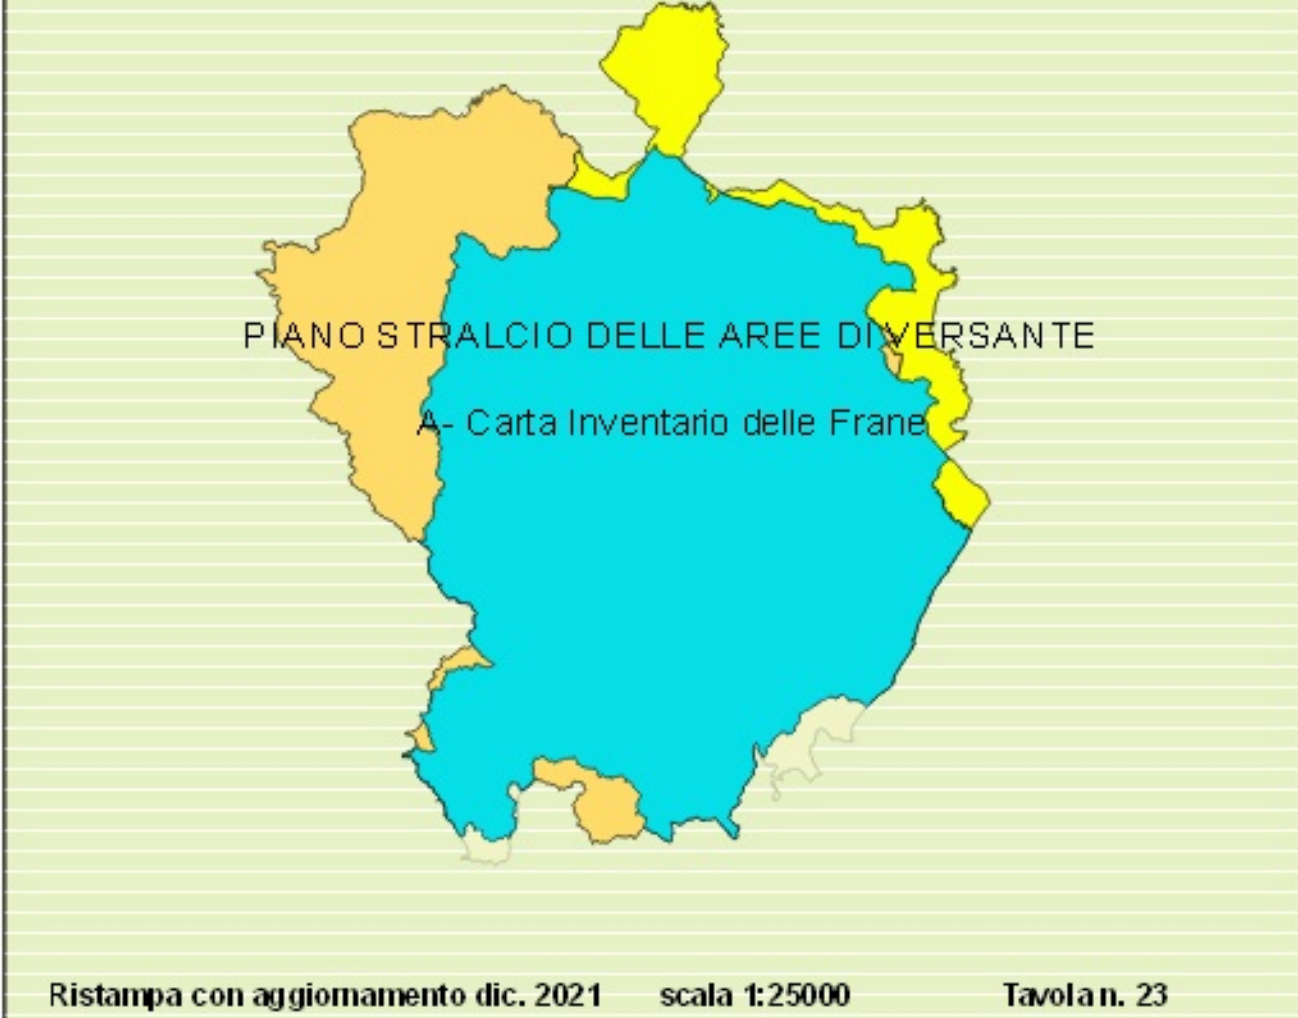 PIANO STRALCIO DELLE AREE DI VERSANTE
A- Carta Inventario delle Frane
Ristampa con aggiornamento dic. 2021 scala 1:25000 Tavola n. 23